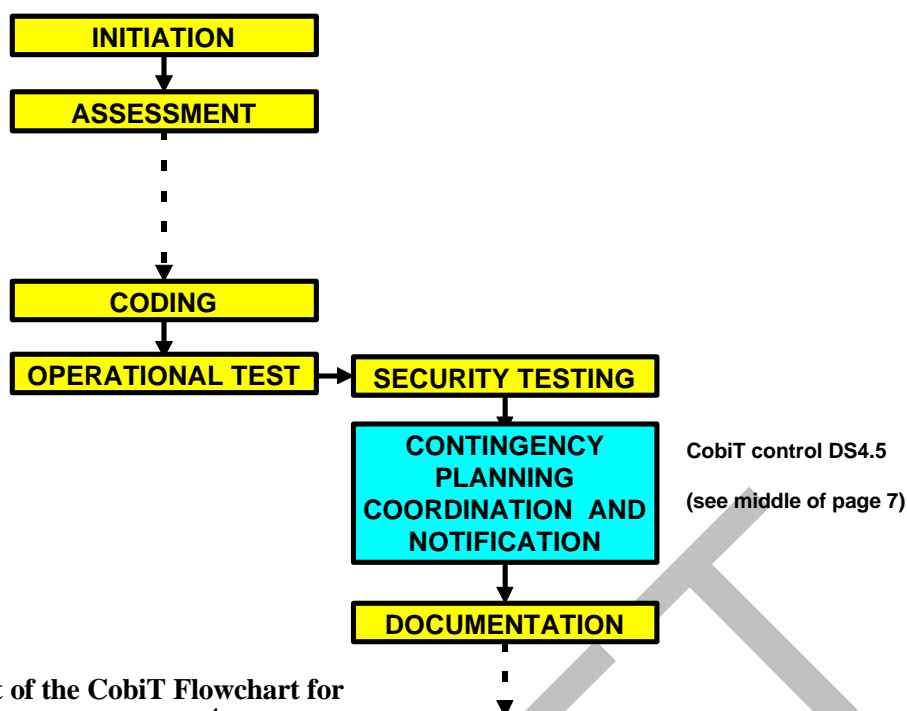 INITIATION
ASSESSMENT
CODING
OPERATIONAL TEST
SECURITY TESTING
CONTINGENCY
PLANNING
COORDINATION AND
NOTIFICATION
CobiT control DS4.5
(see middle of page 7)
DOCUMENTATION
of the CobiT Flowchart for